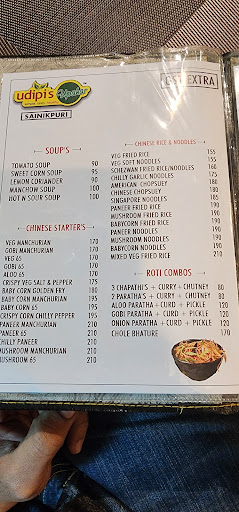 udipi's Upahar
SAINIKPURI
GST EXTRA
SOUP'S
TOMATO SOUP 90
SWEET CORN SOUP 95
LEMON CORIANDER 90
MANCHOW SOUP 100
HOT N SOUR SOUP 100
CHINESE STARTER'S
VEG MANCHURIAN 170
GOBI MANCHURIAN 170
VEG 65 170
GOBI 65 170
ALOO 65 170
CRISPY VEG SALT & PEPPER 210
BABY CORN GOLDEN FRY 180
BABY CORN MANCHURIAN 195
BABY CORN 65 195
CRISPY CORN CHILLY PEPPER 195
PANEER MANCHURIAN 210
PANEER 65 210
CHILLY PANEER 210
MUSHROOM MANCHURIAN 210
MUSHROOM 65 210
CHINESE RICE & NOODLES
VEG FRIED RICE 155
VEG SOFT NOODLES 155
SCHEZWAN FRIED RICE/NOODLES 160
CHILLY GARLIC NOODLES 175
AMERICAN CHOPSUEY 180
CHINESE CHOPSUEY 180
SINGAPORE NOODLES 185
PANEER FRIED RICE 190
MUSHROOM FRIED RICE 190
BABYCORN FRIED RICE 190
PANEER NOODLES 190
MUSHROOM NOODLES 190
BABYCORN NOODLES 190
MIXED VEG FRIED RICE 210
ROTI COMBOS
3 CHAPATHI'S + CURRY + CHUTNEY 80
2 PARATHA'S + CURRY + CHUTNEY 80
ALOO PARATHA + CURD + PICKLE 120
GOBI PARATHA + CURD + PICKLE 120
ONION PARATHA + CURD + PICKLE 120
CHOLE BHATURE 170